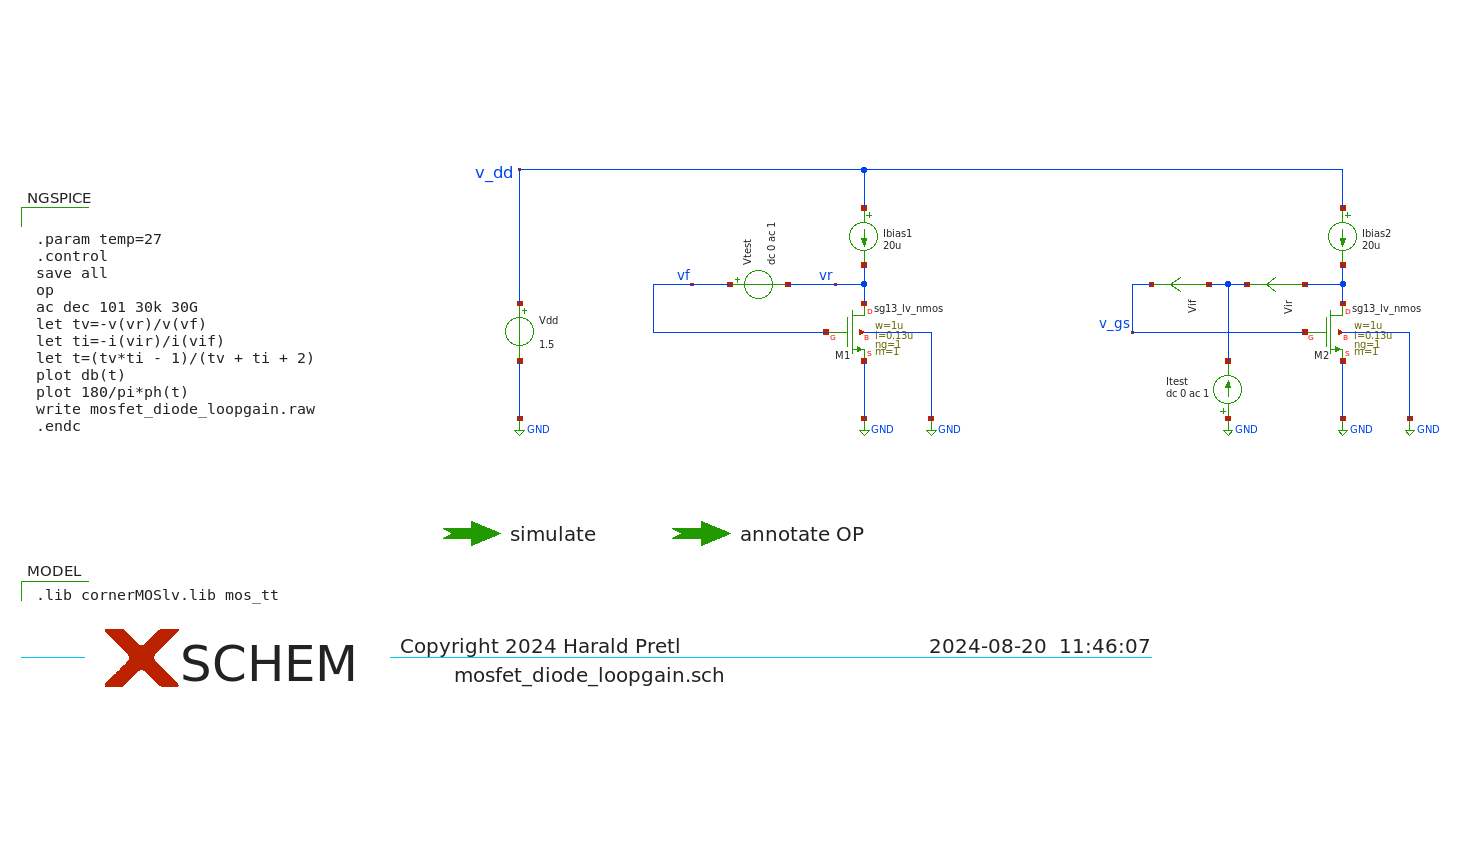 v_dd
NGSPICE
.param temp=27
.control
save all
op
ac dec 101 30k 30G
let tv=-v(vr)/v(vf)
let ti=-i(vir)/i(vif)
let t=(tv*ti - 1)/(tv + ti + 2)
plot db(t)
plot 180/pi*ph(t)
write mosfet_diode_loopgain.raw
.endc
+
Vdd
1.5
GND
vf
+
Vtest
dc 0 ac 1
vr
+
Ibias1
20u
D
sg13_lv_nmos
G
B
w=1u
l=0.13u
ng=1
m=1
S
M1
GND
GND
v_gs
Vif
Vir
Itest
dc 0 ac 1
+
GND
+
Ibias2
20u
D
sg13_lv_nmos
G
B
w=1u
l=0.13u
ng=1
m=1
S
M2
GND
GND
simulate
annotate OP
MODEL
.lib cornerMOSlv.lib mos_tt
XSCHEM
Copyright 2024 Harald Pretl
2024-08-20 11:46:07
mosfet_diode_loopgain.sch